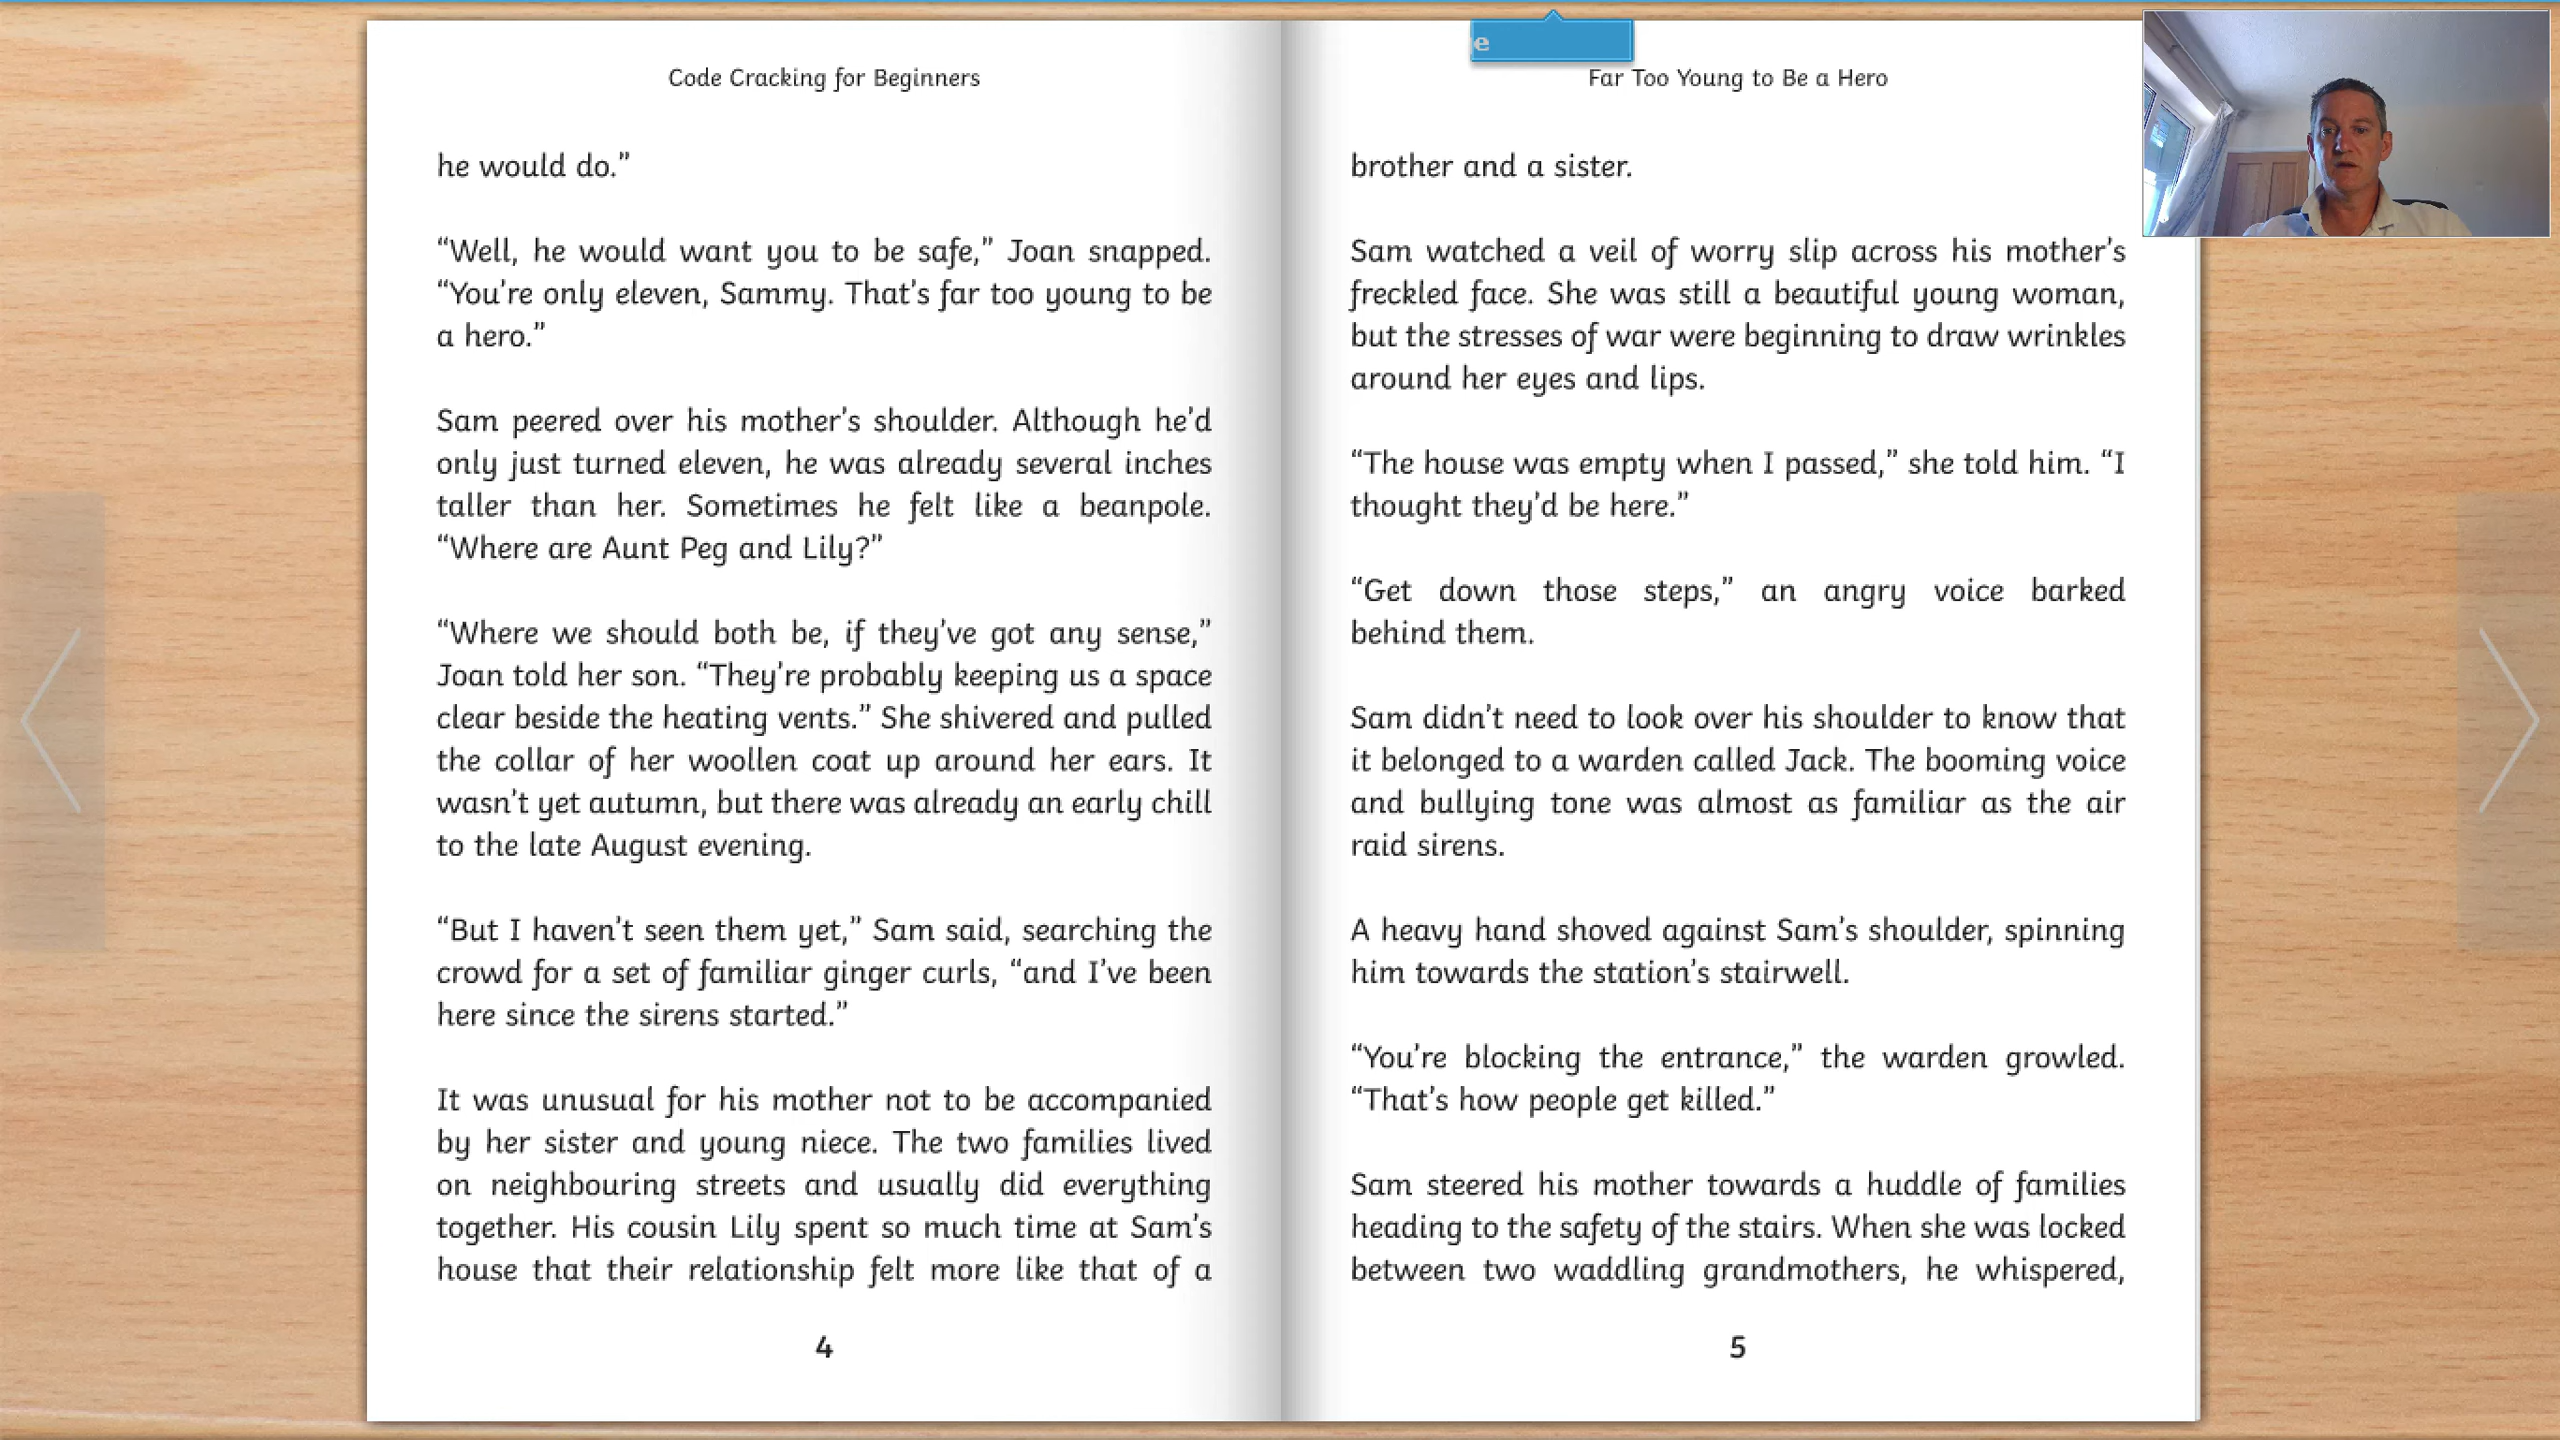 e
Code Cracking for Beginners
he would do.”
“Well, he would want you to be safe,” Joan snapped.
“You’re only eleven, Sammy. That’s far too young to be
a hero.”
Sam peered over his mother’s shoulder. Although he’d
only just turned eleven, he was already several inches
taller than her. Sometimes he felt like a beanpole.
“Where are Aunt Peg and Lily?”
“Where we should both be, if they’ve got any sense,”
Joan told her son. “They’re probably keeping us a space
clear beside the heating vents.” She shivered and pulled
the collar of her woollen coat up around her ears. It
wasn’t yet autumn, but there was already an early chill
to the late August evening.
“But I haven’t seen them yet,” Sam said, searching the
crowd for a set of familiar ginger curls, “and I’ve been
here since the sirens started.”
It was unusual for his mother not to be accompanied
by her sister and young niece. The two families lived
on neighbouring streets and usually did everything
together. His cousin Lily spent so much time at Sam’s
house that their relationship felt more like that of a
4
Far Too Young to Be a Hero
brother and a sister.
Sam watched a veil of worry slip across his mother’s
freckled face. She was still a beautiful young woman,
but the stresses of war were beginning to draw wrinkles
around her eyes and lips.
“The house was empty when I passed,” she told him. “I
thought they’d be here.”
“Get down those steps,” an angry voice barked
behind them.
Sam didn’t need to look over his shoulder to know that
it belonged to a warden called Jack. The booming voice
and bullying tone was almost as familiar as the air
raid sirens.
A heavy hand shoved against Sam’s shoulder, spinning
him towards the station’s stairwell.
“You’re blocking the entrance,” the warden growled.
“That’s how people get killed.”
Sam steered his mother towards a huddle of families
heading to the safety of the stairs. When she was locked
between two waddling grandmothers, he whispered,
5